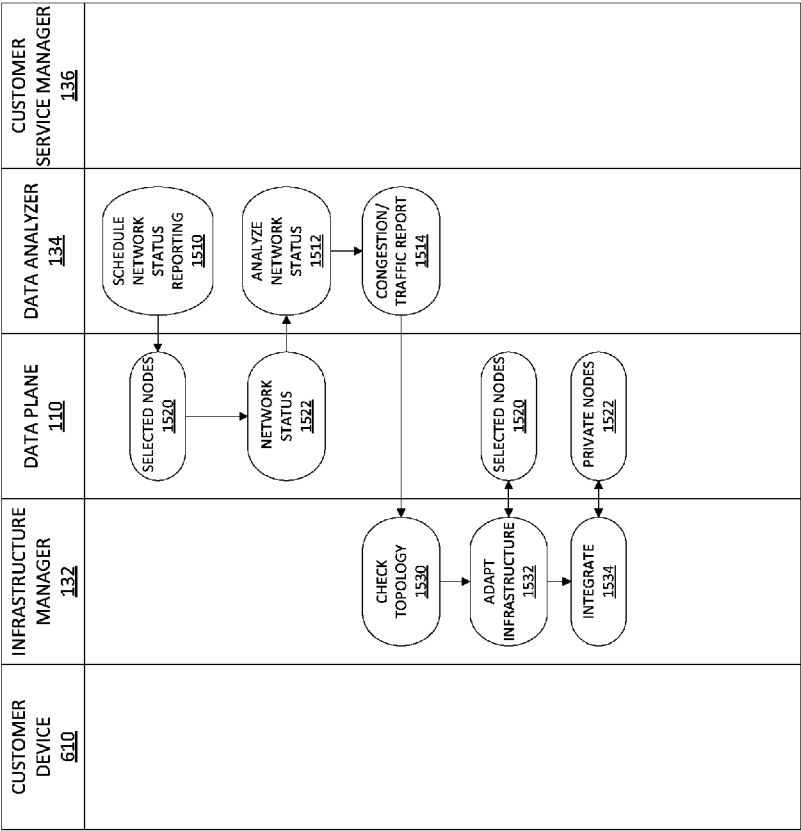 CUSTOMER
SERVICE MANAGER
136
DATA ANALYZER
134
SCHEDULE
NETWORK
STATUS
REPORTING
1510
ANALYZE
NETWORK
STATUS
1512
CONGESTION/
TRAFFIC REPORT
1514
DATA PLANE
110
SELECTED NODES
1520
NETWORK
STATUS
1522
SELECTED NODES
1520
PRIVATE NODES
1522
INFRASTRUCTURE
MANAGER
132
CHECK
TOPOLOGY
1530
ADAPT
INFRASTRUCTURE
1532
INTEGRATE
1534
CUSTOMER
DEVICE
610